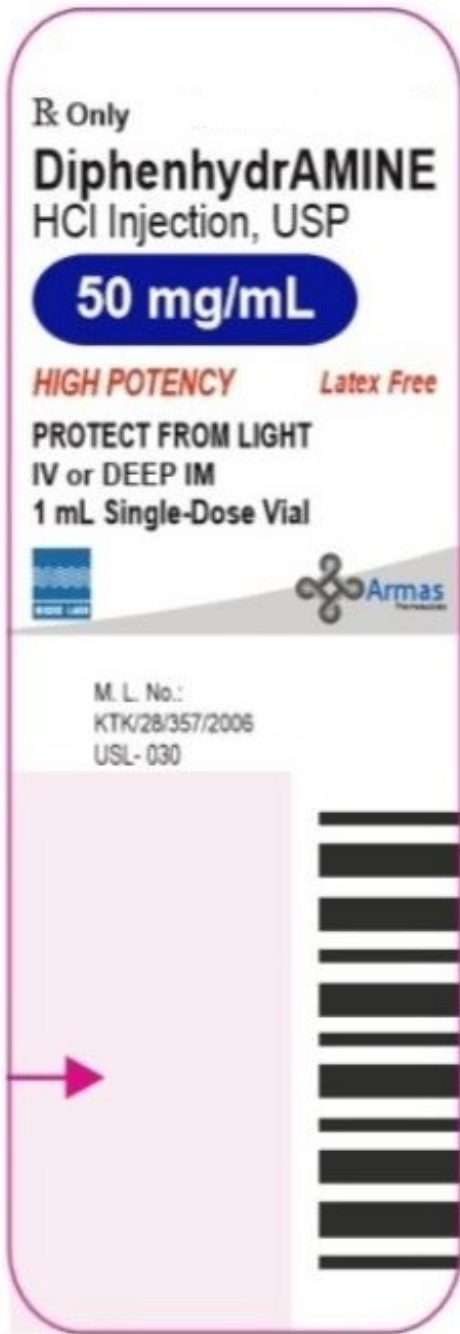 ℞ Only
DiphenhydrAMINE
HCl Injection, USP
50 mg/mL
HIGH POTENCY Latex Free
PROTECT FROM LIGHT
IV or DEEP IM
1 mL Single-Dose Vial
Armas
M. L. No.:
KTK/28/357/2006
USL- 030